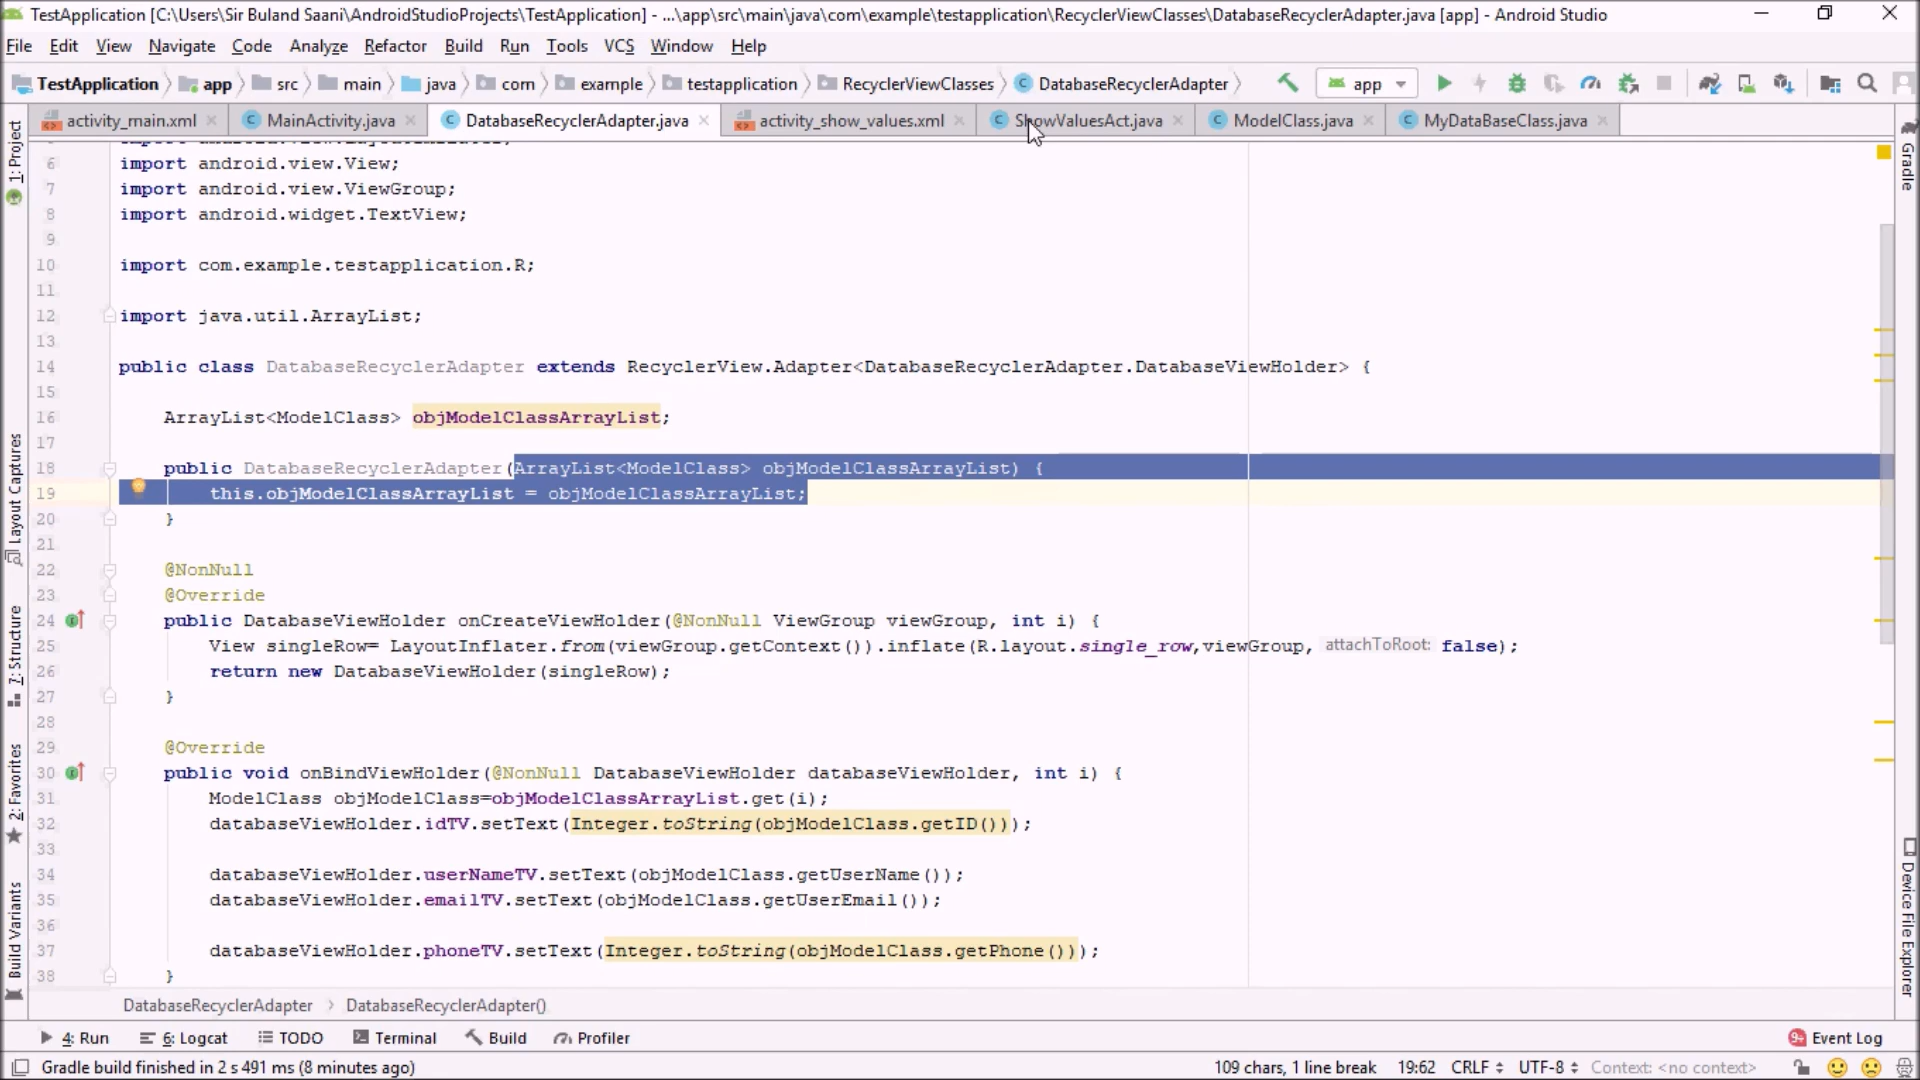 TestApplication [C:\Users\Sir Buland Saani\AndroidStudioProjects\TestApplication] - ...\app\src\main\java\com\example\testapplication\RecyclerViewClasses\DatabaseRecyclerAdapter.java [app] - Android Studio
File Edit View Navigate Code Analyze Refactor Build Run Tools VCS Window Help
TestApplication app src main java com example testapplication RecyclerViewClasses DatabaseRecyclerAdapter app
activity_main.xml MainActivity.java DatabaseRecyclerAdapter.java activity_show_values.xml ShowValuesAct.java ModelClass.java MyDataBaseClass.java
6 import android.view.View;
7 import android.view.ViewGroup;
8 import android.widget.TextView;
9
10 import com.example.testapplication.R;
11
12 import java.util.ArrayList;
13
14 public class DatabaseRecyclerAdapter extends RecyclerView.Adapter<DatabaseRecyclerAdapter.DatabaseViewHolder> {
15
16 ArrayList<ModelClass> objModelClassArrayList;
17
18 public DatabaseRecyclerAdapter(ArrayList<ModelClass> objModelClassArrayList) {
19 this.objModelClassArrayList = objModelClassArrayList;
20 }
21
22 @NonNull
23 @Override
24 public DatabaseViewHolder onCreateViewHolder(@NonNull ViewGroup viewGroup, int i) {
25 View singleRow= LayoutInflater.from(viewGroup.getContext()).inflate(R.layout.single_row,viewGroup, attachToRoot: false);
26 return new DatabaseViewHolder(singleRow);
27 }
28
29 @Override
30 public void onBindViewHolder(@NonNull DatabaseViewHolder databaseViewHolder, int i) {
31 ModelClass objModelClass=objModelClassArrayList.get(i);
32 databaseViewHolder.idTV.setText(Integer.toString(objModelClass.getID()));
33
34 databaseViewHolder.userNameTV.setText(objModelClass.getUserName());
35 databaseViewHolder.emailTV.setText(objModelClass.getUserEmail());
36
37 databaseViewHolder.phoneTV.setText(Integer.toString(objModelClass.getPhone()));
38 }
DatabaseRecyclerAdapter DatabaseRecyclerAdapter()
4: Run 6: Logcat TODO Terminal Build Profiler 9+ Event Log
Gradle build finished in 2 s 491 ms (8 minutes ago) 109 chars, 1 line break 19:62 CRLF UTF-8 Context: <no context>
1: Project
Layout Captures
7: Structure
2: Favorites
Build Variants
Gradle
Device File Explorer